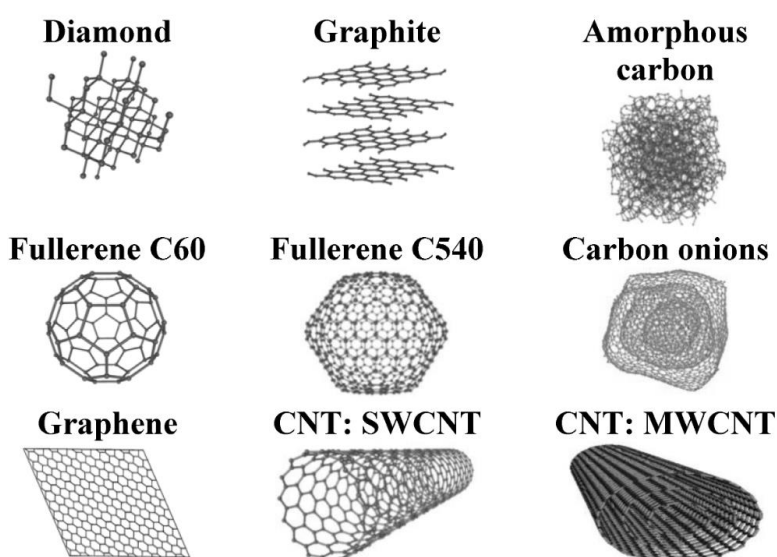 Diamond
Graphite
Amorphous
carbon
Fullerene C60
Fullerene C540
Carbon onions
Graphene
CNT: SWCNT
CNT: MWCNT